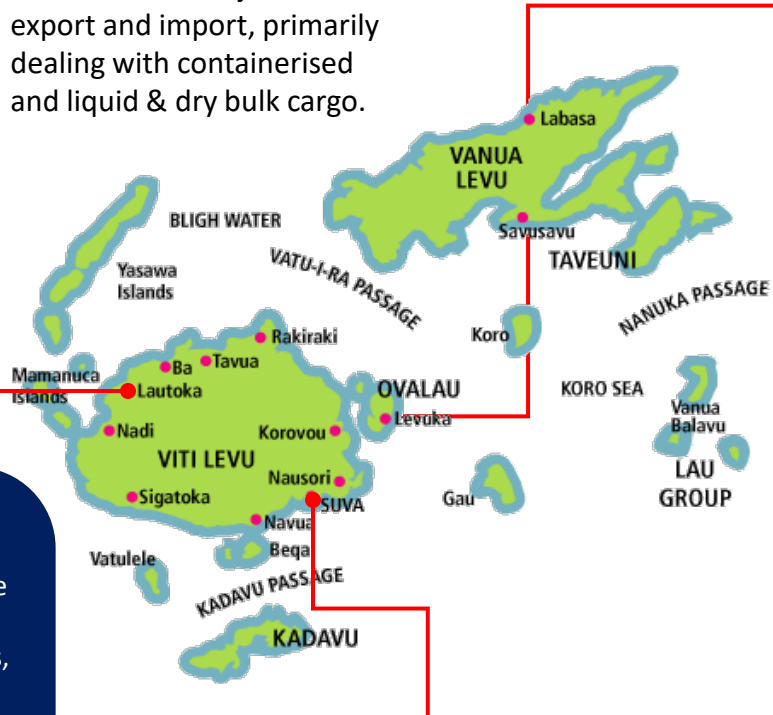 export and import, primarily
dealing with containerised
and liquid & dry bulk cargo.
Labasa
VANUA
LEVU
BLIGH WATER
Savusavu
VATU-I-RA PASSAGE
TAVEUNI
Yasawa
Islands
NANUKA PASSAGE
Koro
Rakiraki
Tavua
Ba
Mamanuca
Islands
Lautoka
OVALAU
KORO SEA
Levuka
Vanua
Balavu
Nadi
Korovou
VITI LEVU
LAU
GROUP
Nausori
Gau
Sigatoka
SUVA
Navua
Beqa
Vatulele
KADAVU PASSAGE
KADAVU